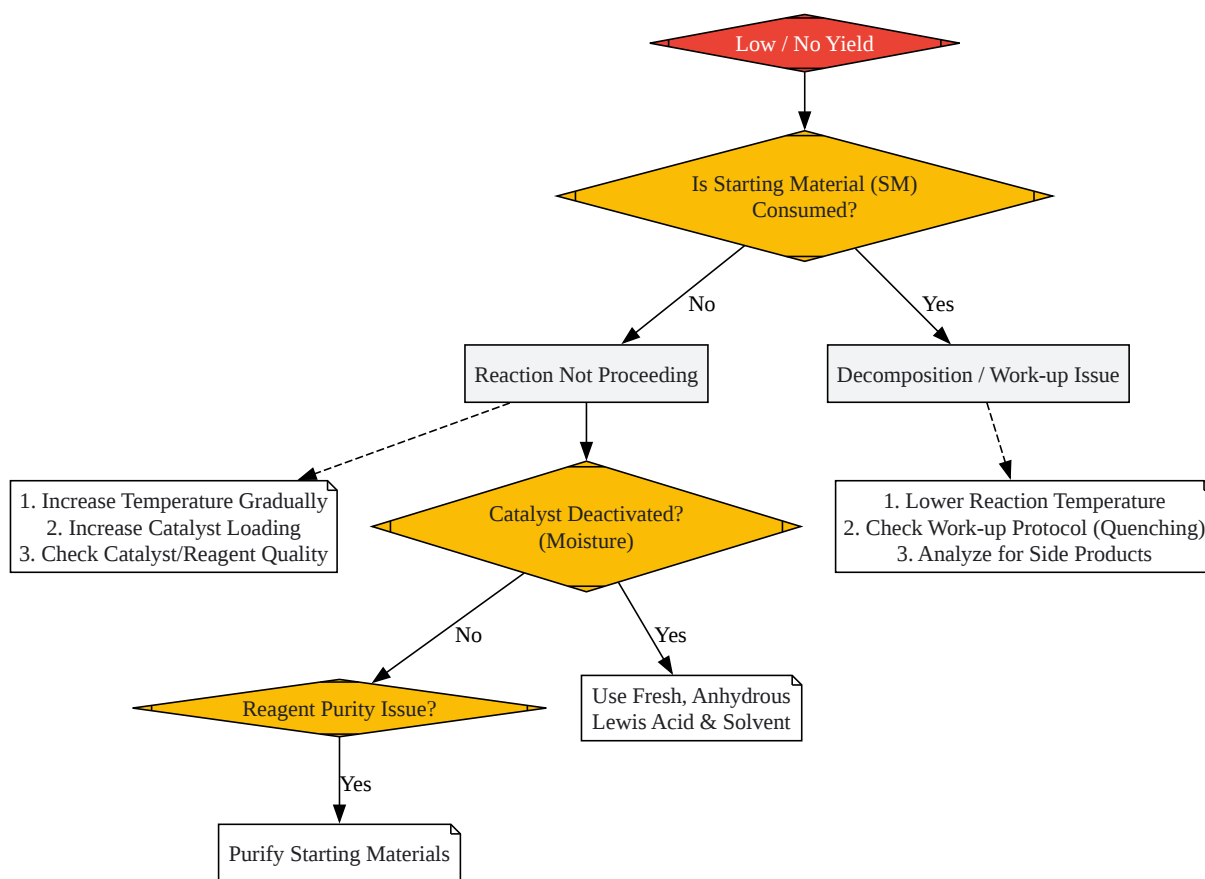 Low / No Yield
Is Starting Material (SM)
Consumed?
No
Yes
Reaction Not Proceeding
Decomposition / Work-up Issue
1. Increase Temperature Gradually
2. Increase Catalyst Loading
3. Check Catalyst/Reagent Quality
Catalyst Deactivated?
(Moisture)
1. Lower Reaction Temperature
2. Check Work-up Protocol (Quenching)
3. Analyze for Side Products
No
Yes
Reagent Purity Issue?
Use Fresh, Anhydrous
Lewis Acid & Solvent
Yes
Purify Starting Materials